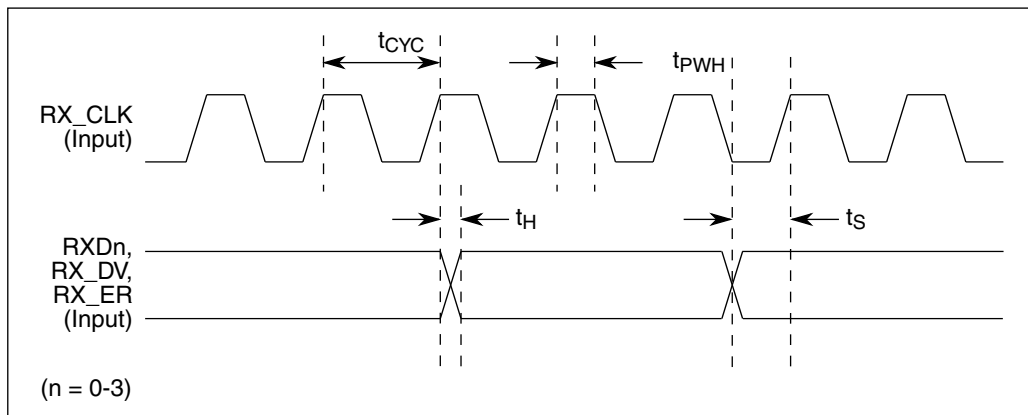 tCYC
tPWH
RX_CLK
(Input)
tH
tS
RXDn,
RX_DV,
RX_ER
(Input)
(n = 0-3)